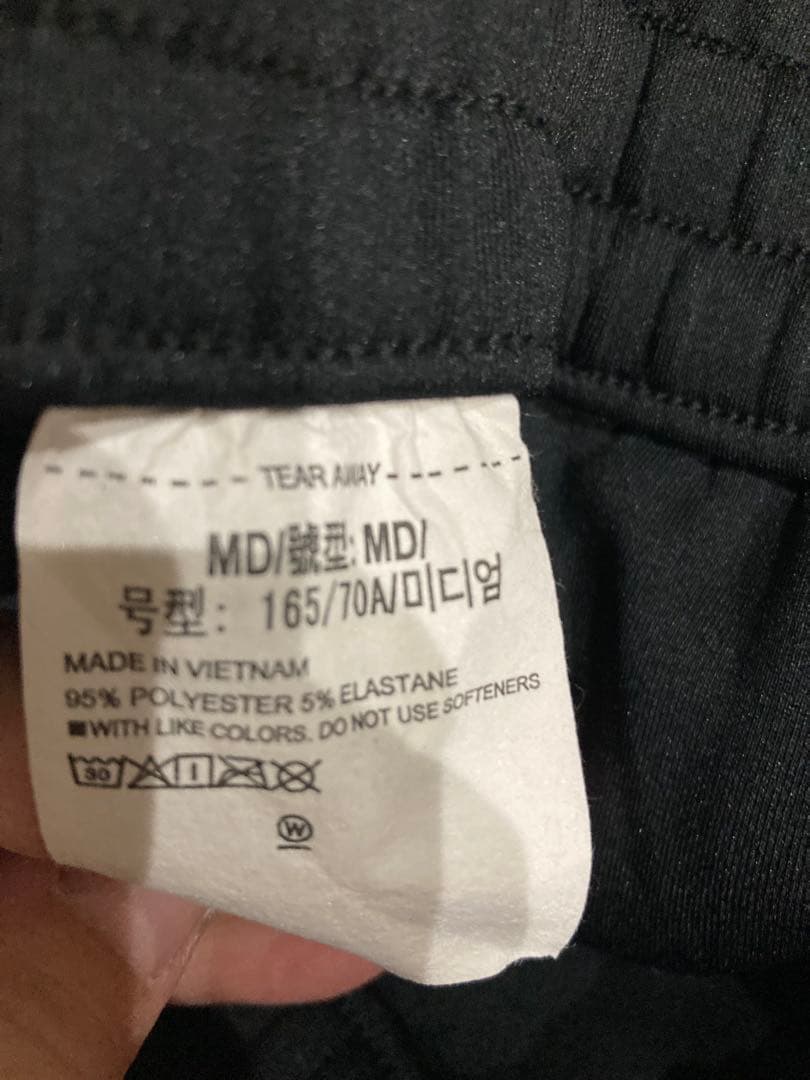 TEAR AWAY
MD/號型: MD/
号型: 165/70A/미디엄
MADE IN VIETNAM
95% POLYESTER 5% ELASTANE
■WITH LIKE COLORS. DO NOT USE SOFTENERS
30
W